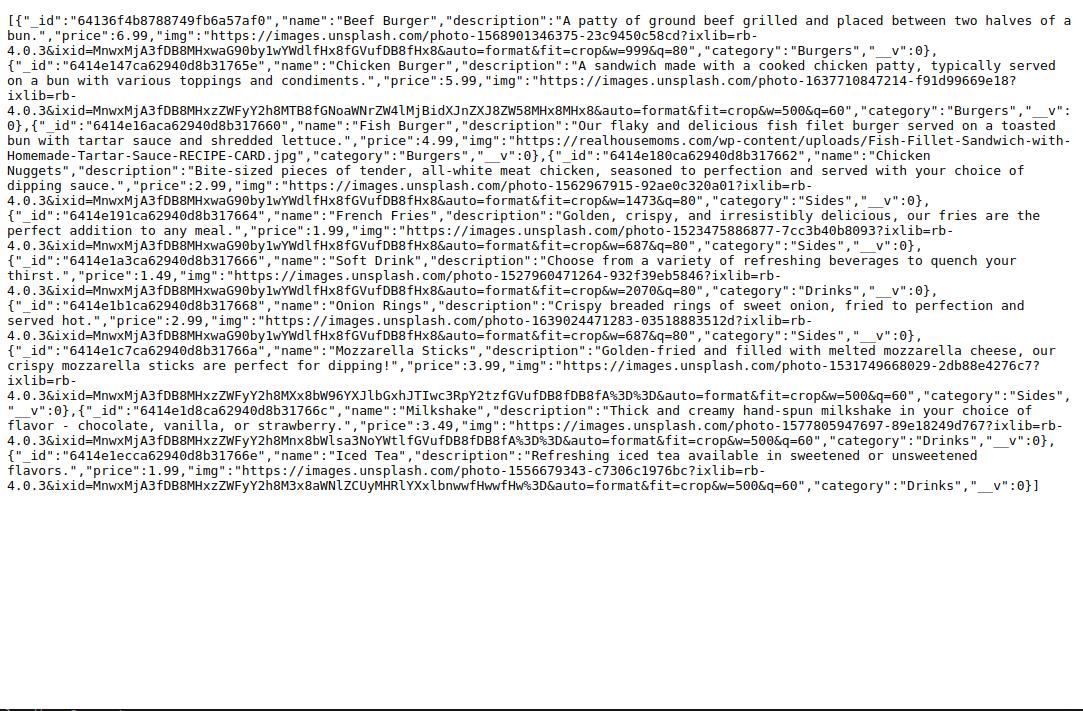 [{"_id":"64136f4b8788749fb6a57af0","name":"Beef Burger","description":"A patty of ground beef grilled and placed between two halves of a
bun.","price":6.99,"img":"https://images.unsplash.com/photo-1568901346375-23c9450c58cd?ixlib=rb-
4.0.3&ixid=MnwxMjA3fDB8MHxwaG90by1wYWdlfHx8fGVufDB8fHx8&auto=format&fit=crop&w=999&q=80","category":"Burgers","__v":0},
{"_id":"6414e147ca62940d8b31765e","name":"Chicken Burger","description":"A sandwich made with a cooked chicken patty, typically served
on a bun with various toppings and condiments.","price":5.99,"img":"https://images.unsplash.com/photo-1637710847214-f91d99669e18?
ixlib=rb-
4.0.3&ixid=MnwxMjA3fDB8MHxzZWFyY2h8MTB8fGNoaWNrZW4lMjBidXJnZXJ8ZW58MHx8MHx8&auto=format&fit=crop&w=500&q=60","category":"Burgers","__v":
0},{"_id":"6414e16aca62940d8b317660","name":"Fish Burger","description":"Our flaky and delicious fish filet burger served on a toasted
bun with tartar sauce and shredded lettuce.","price":4.99,"img":"https://realhousemoms.com/wp-content/uploads/Fish-Fillet-Sandwich-with-
Homemade-Tartar-Sauce-RECIPE-CARD.jpg","category":"Burgers","__v":0},{"_id":"6414e180ca62940d8b317662","name":"Chicken
Nuggets","description":"Bite-sized pieces of tender, all-white meat chicken, seasoned to perfection and served with your choice of
dipping sauce.","price":2.99,"img":"https://images.unsplash.com/photo-1562967915-92ae0c320a01?ixlib=rb-
4.0.3&ixid=MnwxMjA3fDB8MHxwaG90by1wYWdlfHx8fGVufDB8fHx8&auto=format&fit=crop&w=1473&q=80","category":"Sides","__v":0},
{"_id":"6414e191ca62940d8b317664","name":"French Fries","description":"Golden, crispy, and irresistibly delicious, our fries are the
perfect addition to any meal.","price":1.99,"img":"https://images.unsplash.com/photo-1523475886877-7cc3b40b8093?ixlib=rb-
4.0.3&ixid=MnwxMjA3fDB8MHxwaG90by1wYWdlfHx8fGVufDB8fHx8&auto=format&fit=crop&w=687&q=80","category":"Sides","__v":0},
{"_id":"6414e1a3ca62940d8b317666","name":"Soft Drink","description":"Choose from a variety of refreshing beverages to quench your
thirst.","price":1.49,"img":"https://images.unsplash.com/photo-1527960471264-932f39eb5846?ixlib=rb-
4.0.3&ixid=MnwxMjA3fDB8MHxwaG90by1wYWdlfHx8fGVufDB8fHx8&auto=format&fit=crop&w=2070&q=80","category":"Drinks","__v":0},
{"_id":"6414e1b1ca62940d8b317668","name":"Onion Rings","description":"Crispy breaded rings of sweet onion, fried to perfection and
served hot.","price":2.99,"img":"https://images.unsplash.com/photo-1639024471283-03518883512d?ixlib=rb-
4.0.3&ixid=MnwxMjA3fDB8MHxwaG90by1wYWdlfHx8fGVufDB8fHx8&auto=format&fit=crop&w=687&q=80","category":"Sides","__v":0},
{"_id":"6414e1c7ca62940d8b31766a","name":"Mozzarella Sticks","description":"Golden-fried and filled with melted mozzarella cheese, our
crispy mozzarella sticks are perfect for dipping!","price":3.99,"img":"https://images.unsplash.com/photo-1531749668029-2db88e4276c7?
ixlib=rb-
4.0.3&ixid=MnwxMjA3fDB8MHxzZWFyY2h8MXx8bW96YXJlbGxhJTIwc3RpY2tzfGVufDB8fDB8fA%3D%3D&auto=format&fit=crop&w=500&q=60","category":"Sides",
"__v":0},{"_id":"6414e1d8ca62940d8b31766c","name":"Milkshake","description":"Thick and creamy hand-spun milkshake in your choice of
flavor - chocolate, vanilla, or strawberry.","price":3.49,"img":"https://images.unsplash.com/photo-1577805947697-89e18249d767?ixlib=rb-
4.0.3&ixid=MnwxMjA3fDB8MHxzZWFyY2h8Mnx8bWlsa3NoYWtlfGVufDB8fDB8fA%3D%3D&auto=format&fit=crop&w=500&q=60","category":"Drinks","__v":0},
{"_id":"6414e1ecca62940d8b31766e","name":"Iced Tea","description":"Refreshing iced tea available in sweetened or unsweetened
flavors.","price":1.99,"img":"https://images.unsplash.com/photo-1556679343-c7306c1976bc?ixlib=rb-
4.0.3&ixid=MnwxMjA3fDB8MHxzZWFyY2h8M3x8aWNlZCUyMHRlYXxlbnwwfHwwfHw%3D&auto=format&fit=crop&w=500&q=60","category":"Drinks","__v":0}]